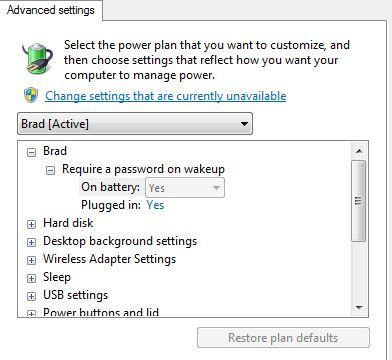 Advanced settings
Select the power plan that you want to customize, and
then choose settings that reflect how you want your
computer to manage power.
Change settings that are currently unavailable
Brad [Active]
Brad
Require a password on wakeup
On battery: Yes
Plugged in: Yes
Hard disk
Desktop background settings
Wireless Adapter Settings
Sleep
USB settings
Power buttons and lid
Restore plan defaults